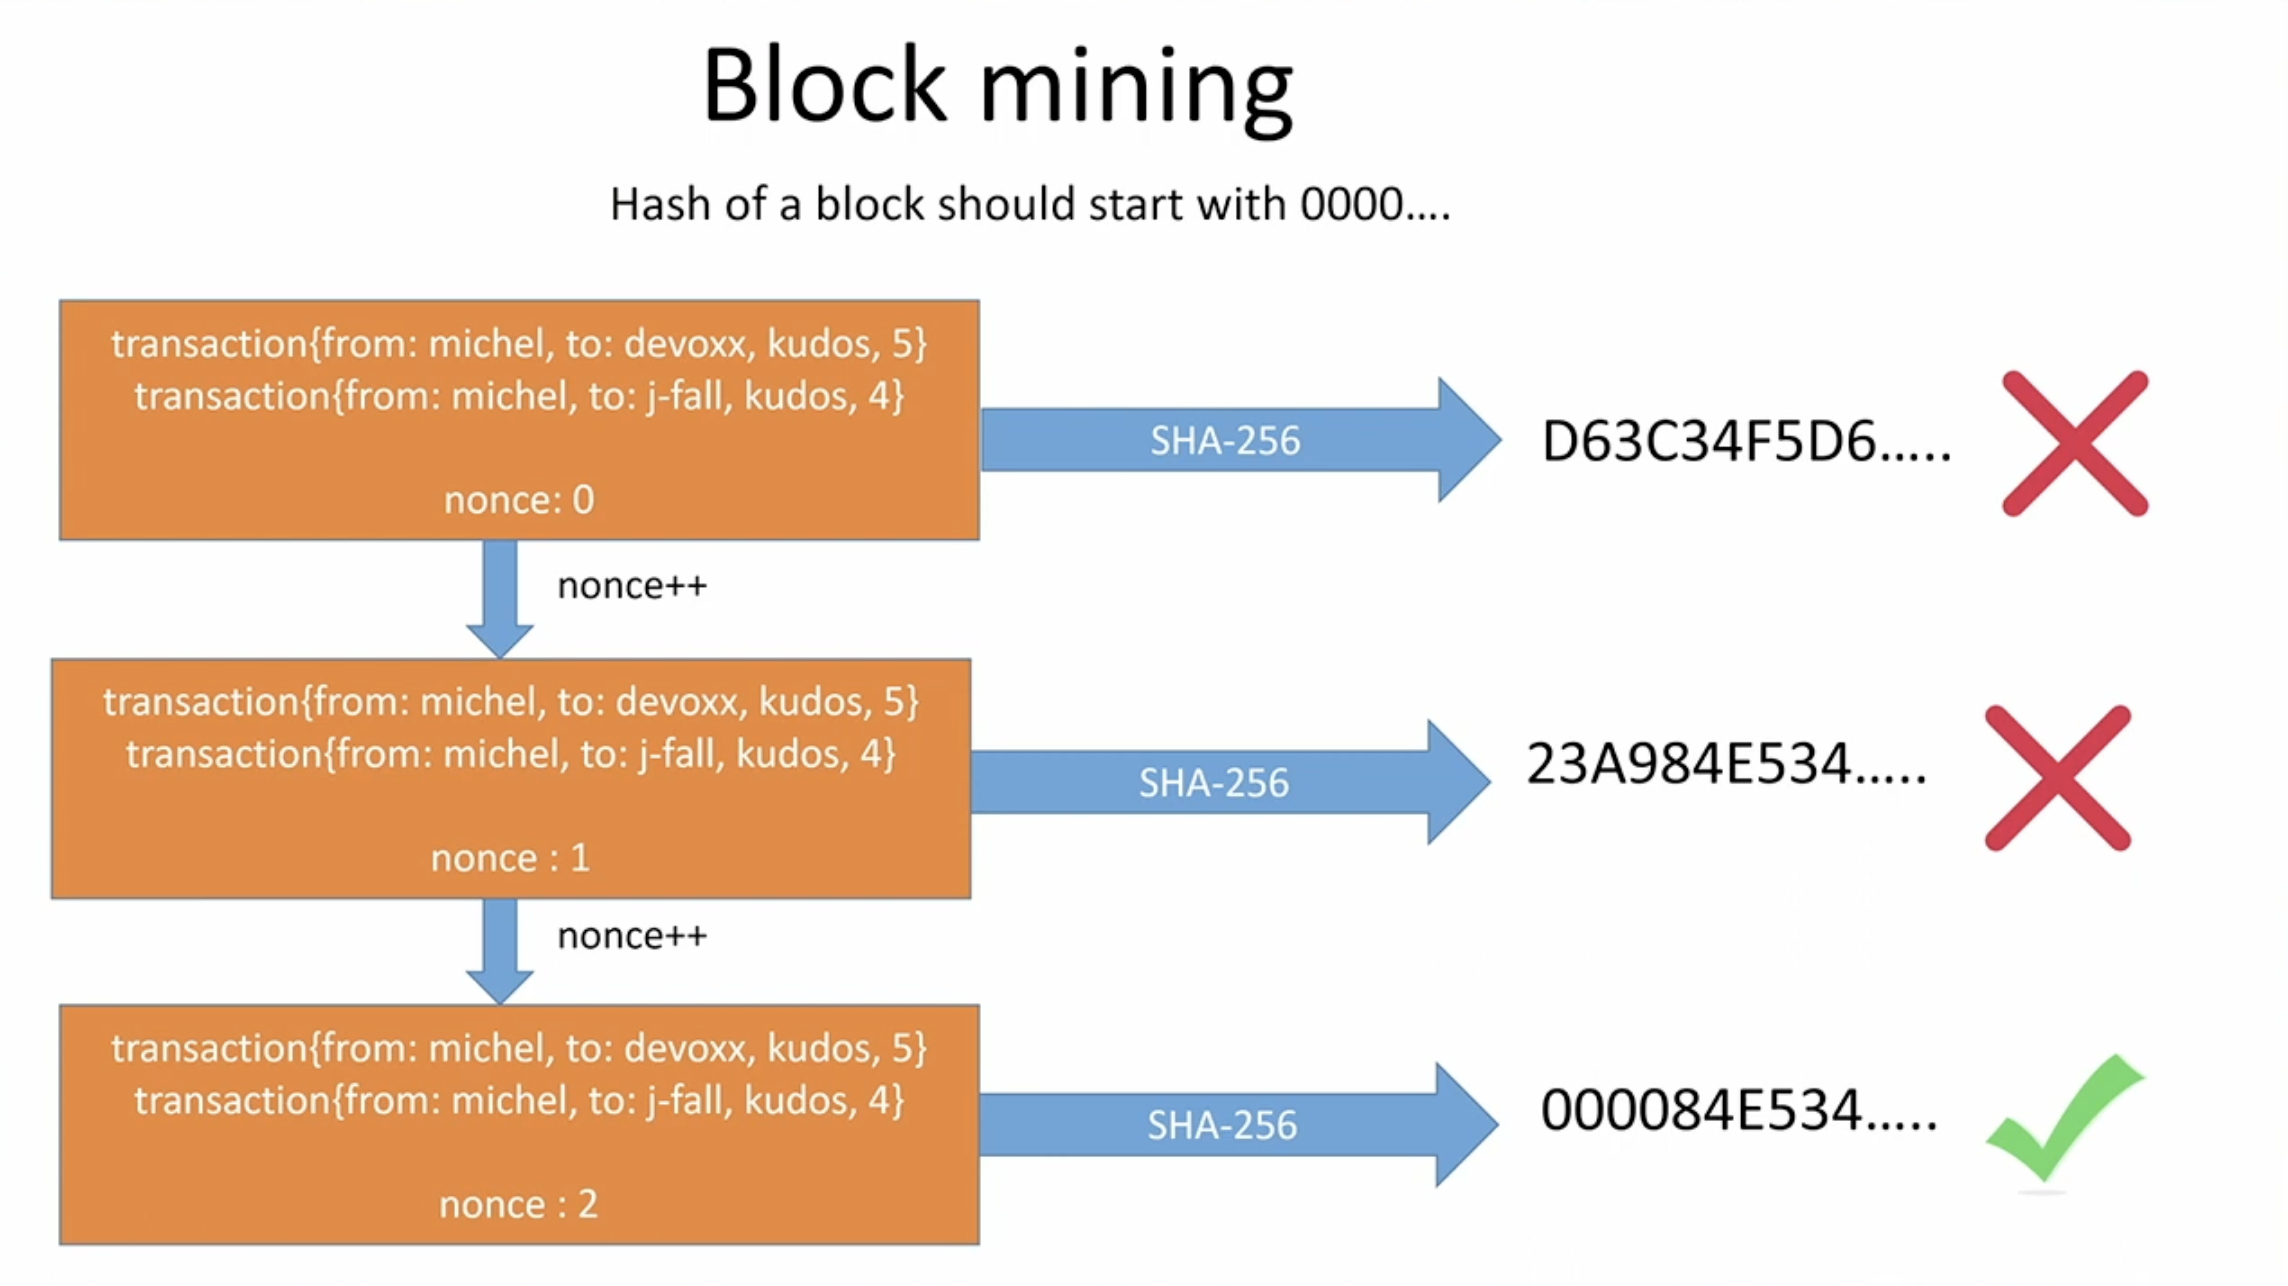 Block mining
Hash of a block should start with 0000....
transaction{from: michel, to: devoxx, kudos, 5}
transaction{from: michel, to: j-fall, kudos, 4}
nonce: 0
SHA-256
D63C34F5D6.....
nonce++
transaction{from: michel, to: devoxx, kudos, 5}
transaction{from: michel, to: j-fall, kudos, 4}
nonce : 1
SHA-256
23A984E534.....
nonce++
transaction{from: michel, to: devoxx, kudos, 5}
transaction{from: michel, to: j-fall, kudos, 4}
nonce : 2
SHA-256
000084E534.....